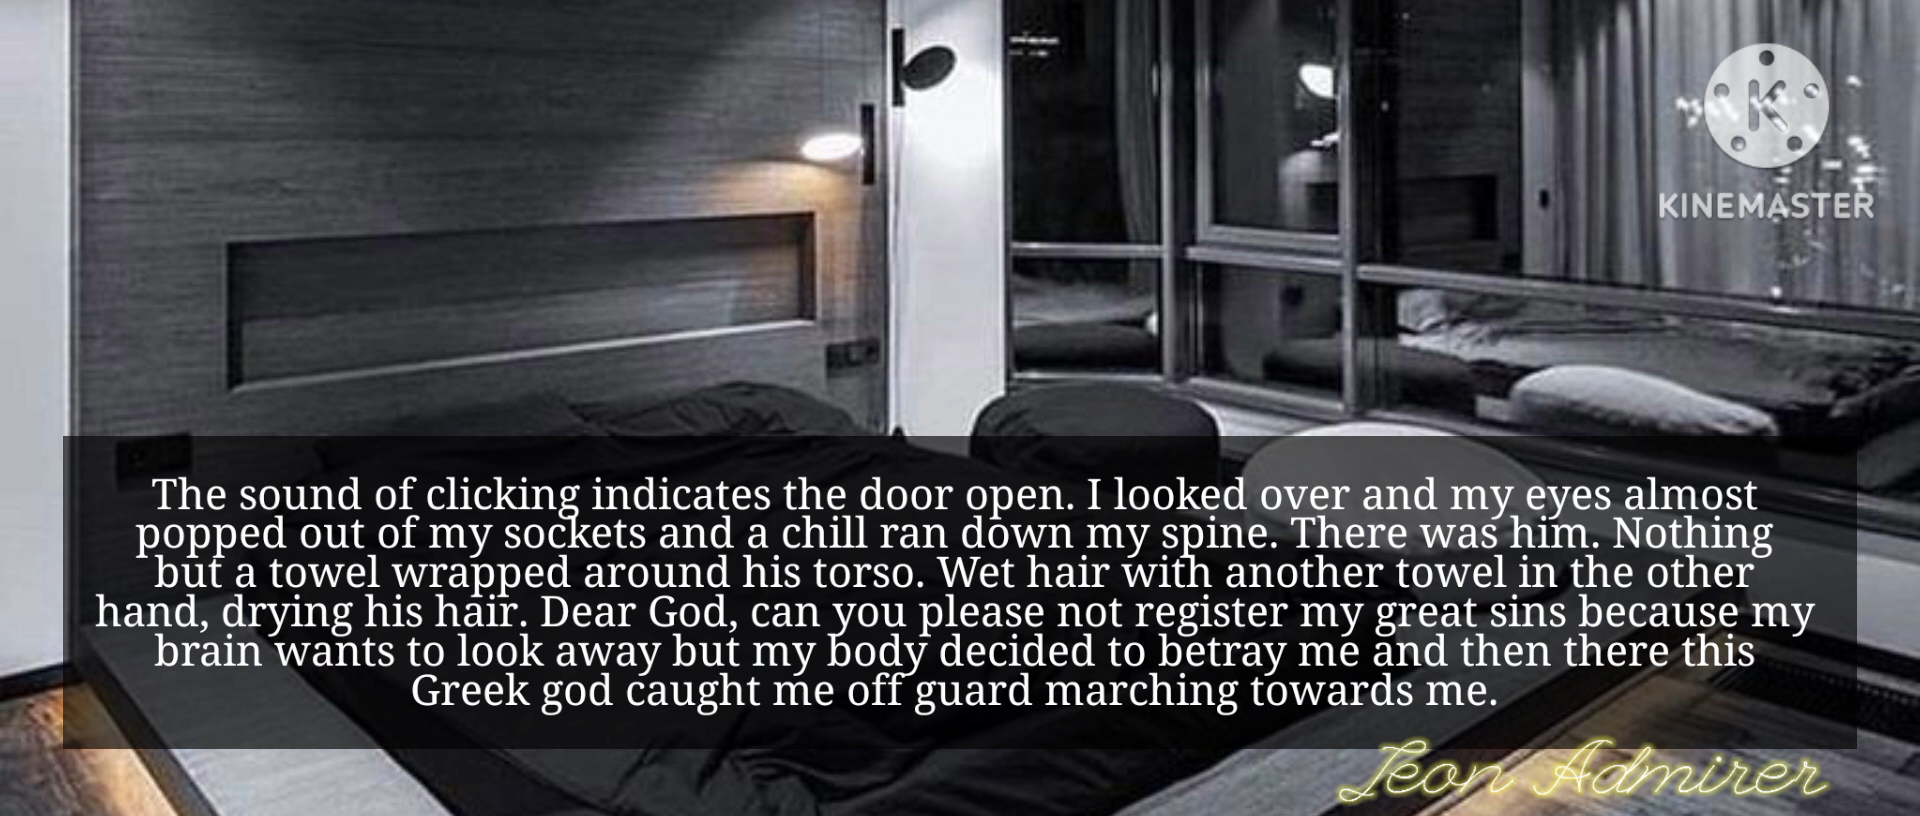 KINEMASTER
The sound of clicking indicates the door open. I looked over and my eyes almost
popped out of my sockets and a chill ran down my spine. There was him. Nothing
but a towel wrapped around his torso. Wet hair with another towel in the other
hand, drying his hair. Dear God, can you please not register my great sins because my
brain wants to look away but my body decided to betray me and then there this
Greek god caught me off guard marching towards me.
Jeon Admirer